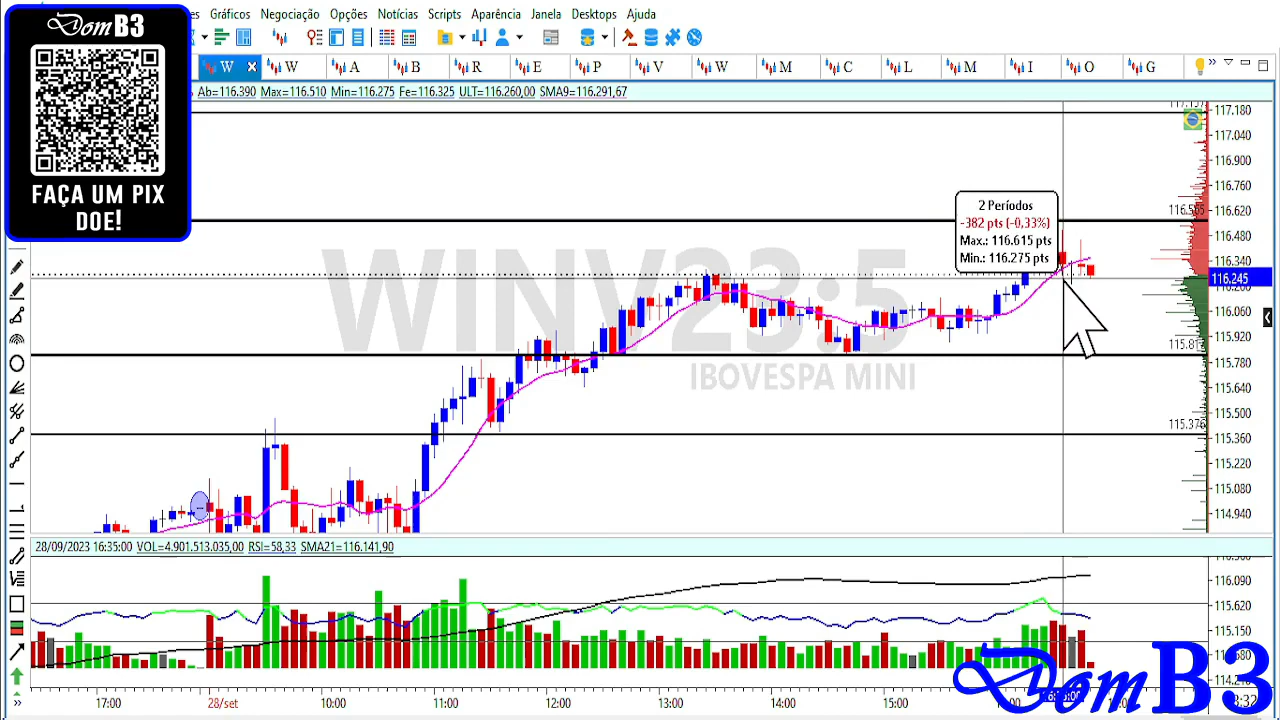 DomB3
FAÇA UM PIX
DOE!
Gráficos Negociação Opções Notícias Scripts Aparência Janela Desktops Ajuda
W W A B R E P V W M C L M I O G
Ab=116.390 Max=116.510 Min=116.275 Fe=116.325 ULT=116.260,00 SMA9=116.291,67
117.180
117.040
116.900
116.760
116.620
116.480
116.340
116.245
116.060
115.920
115.760
115.640
115.500
115.360
115.220
115.080
114.940
2 Períodos
-382 pts (-0,33%)
Max.: 116.615 pts
Min.: 116.275 pts
WINV23:5
IBOVESPA MINI
115.376
28/09/2023 16:35:00 VOL=4.901.513.035,00 RSI=58,33 SMA21=116.141,90
116.090
115.620
115.150
17:00 28/set 10:00 11:00 12:00 13:00 14:00 15:00
DomB3